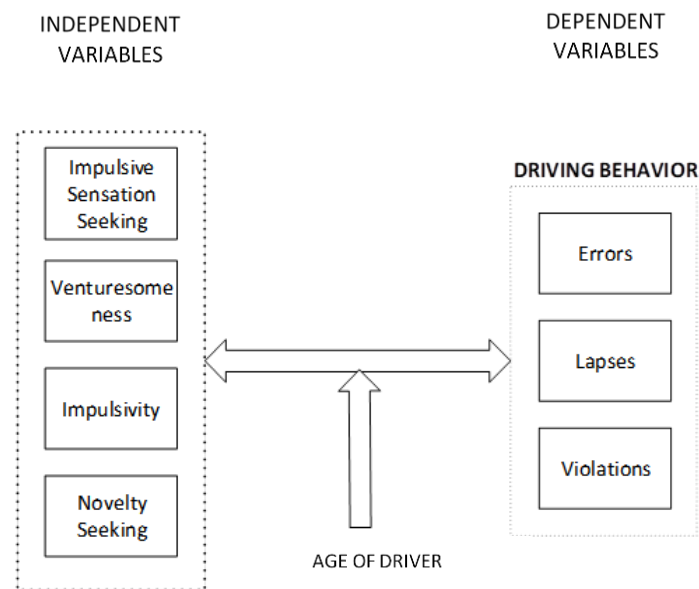 INDEPENDENT
VARIABLES
Impulsive
Sensation
Seeking
Venturesome
ness
Impulsivity
Novelty
Seeking
AGE OF DRIVER
DEPENDENT
VARIABLES
DRIVING BEHAVIOR
Errors
Lapses
Violations